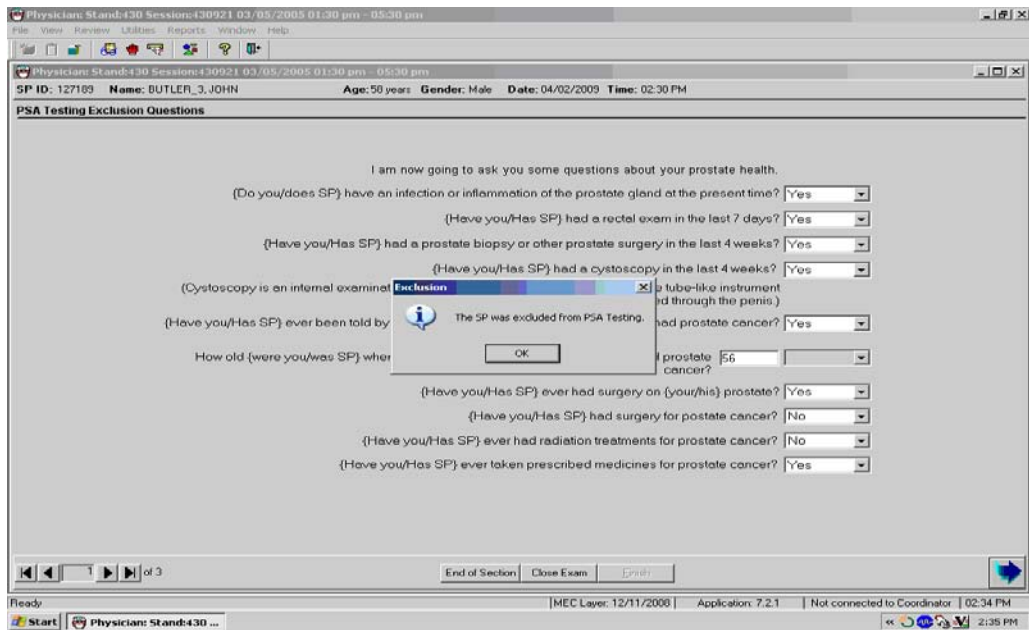 Physician: Stand:430 Session:430921 03/05/2005 01:30 pm - 05:30 pm
File View Review Utilities Reports Window Help
Physician: Stand:430 Session:430921 03/05/2005 01:30 pm - 05:30 pm
SP ID: 127189 Name: BUTLER_3, JOHN Age: 58 years Gender: Male Date: 04/02/2009 Time: 02:30 PM
PSA Testing Exclusion Questions
I am now going to ask you some questions about your prostate health.
{Do you/does SP} have an infection or inflammation of the prostate gland at the present time? Yes
{Have you/Has SP} had a rectal exam in the last 7 days? Yes
{Have you/Has SP} had a prostate biopsy or other prostate surgery in the last 4 weeks? Yes
{Have you/Has SP} had a cystoscopy in the last 4 weeks? Yes
(Cystoscopy is an internal examinat
tube-like instrument
through the penis.)
Exclusion
The SP was excluded from PSA Testing.
OK
{Have you/Has SP} ever been told by had prostate cancer? Yes
How old {were you/was SP} when prostate 56
cancer?
{Have you/Has SP} ever had surgery on {your/his} prostate? Yes
{Have you/Has SP} had surgery for postate cancer? No
{Have you/Has SP} ever had radiation treatments for prostate cancer? No
{Have you/Has SP} ever taken prescribed medicines for prostate cancer? Yes
1 of 3 End of Section Close Exam Finish
Ready MEC Layer: 12/11/2008 Application: 7.2.1 Not connected to Coordinator 02:34 PM
Start Physician: Stand:430 ... 2:35 PM